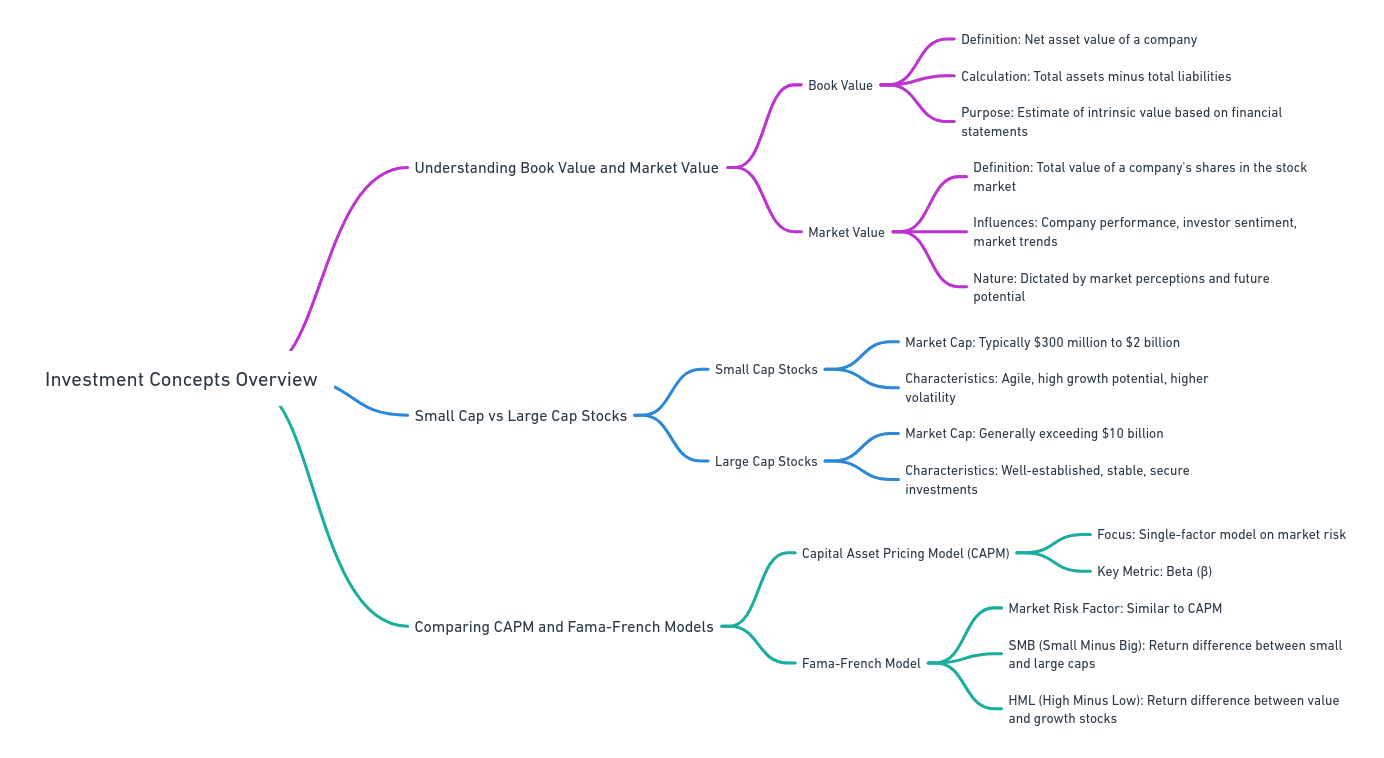 Investment Concepts Overview
Understanding Book Value and Market Value
Book Value
Definition: Net asset value of a company
Calculation: Total assets minus total liabilities
Purpose: Estimate of intrinsic value based on financial
statements
Market Value
Definition: Total value of a company's shares in the stock
market
Influences: Company performance, investor sentiment,
market trends
Nature: Dictated by market perceptions and future
potential
Small Cap vs Large Cap Stocks
Small Cap Stocks
Market Cap: Typically $300 million to $2 billion
Characteristics: Agile, high growth potential, higher
volatility
Large Cap Stocks
Market Cap: Generally exceeding $10 billion
Characteristics: Well-established, stable, secure
investments
Comparing CAPM and Fama-French Models
Capital Asset Pricing Model (CAPM)
Focus: Single-factor model on market risk
Key Metric: Beta (β)
Fama-French Model
Market Risk Factor: Similar to CAPM
SMB (Small Minus Big): Return difference between small
and large caps
HML (High Minus Low): Return difference between value
and growth stocks